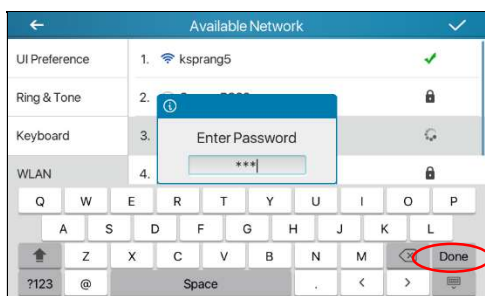 Available Network
UI Preference
1. ksprang5
Ring & Tone
2.
Keyboard
3.
Enter Password
***
WLAN
4.
Q W E R T Y U I O P
A S D F G H J K L
Z X C V B N M Done
?123 @ Space . < >